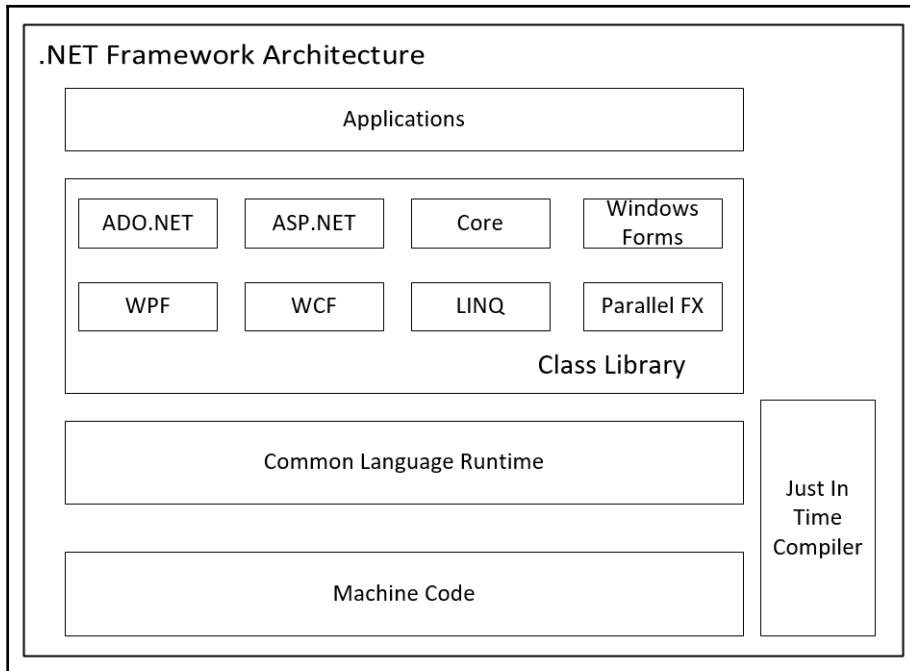 .NET Framework Architecture
Applications
ADO.NET
ASP.NET
Core
Windows
Forms
WPF
WCF
LINQ
Parallel FX
Class Library
Common Language Runtime
Just In
Time
Compiler
Machine Code